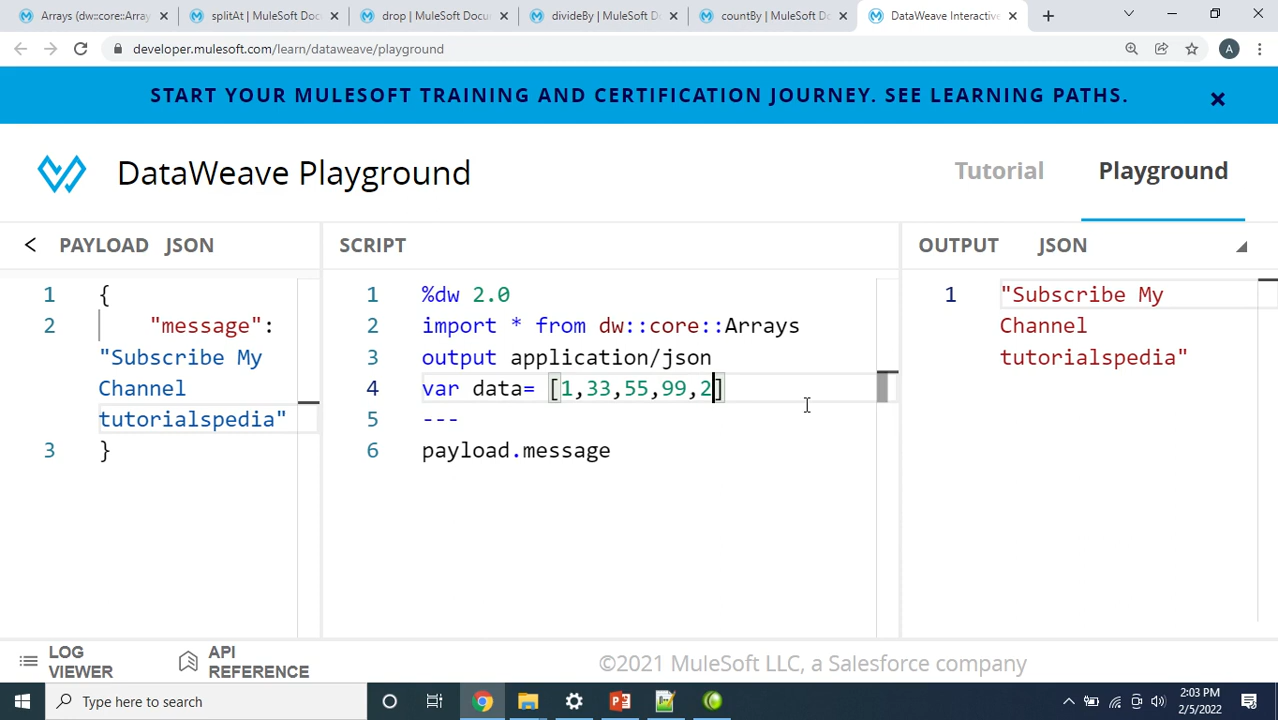 Arrays (dw::core::Array
splitAt | MuleSoft Docu
drop | MuleSoft Docum
divideBy | MuleSoft Do
countBy | MuleSoft Do
DataWeave Interactive
developer.mulesoft.com/learn/dataweave/playground
A
START YOUR MULESOFT TRAINING AND CERTIFICATION JOURNEY. SEE LEARNING PATHS.
DataWeave Playground
Tutorial
Playground
PAYLOAD JSON
SCRIPT
OUTPUT JSON
1 {
2 "message":
"Subscribe My
Channel
tutorialspedia"
3 }
1 %dw 2.0
2 import * from dw::core::Arrays
3 output application/json
4 var data= [1,33,55,99,2]
5 ---
6 payload.message
1 "Subscribe My
Channel
tutorialspedia"
LOG
VIEWER
API
REFERENCE
©2021 MuleSoft LLC, a Salesforce company
Type here to search
2:03 PM
2/5/2022